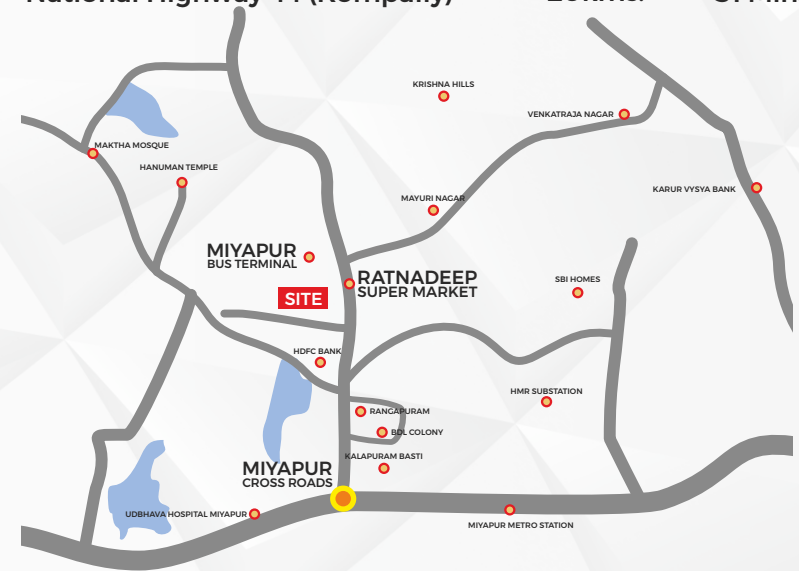 KRISHNA HILLS
VENKATRAJA NAGAR
MAKTHA MOSQUE
HANUMAN TEMPLE
KARUR VYSYA BANK
MAYURI NAGAR
MIYAPUR
BUS TERMINAL
RATNADEEP
SUPER MARKET
SBI HOMES
SITE
HDFC BANK
HMR SUBSTATION
RANGAPURAM
BDL COLONY
KALAPURAM BASTI
MIYAPUR
CROSS ROADS
UDBHAVA HOSPITAL MIYAPUR
MIYAPUR METRO STATION